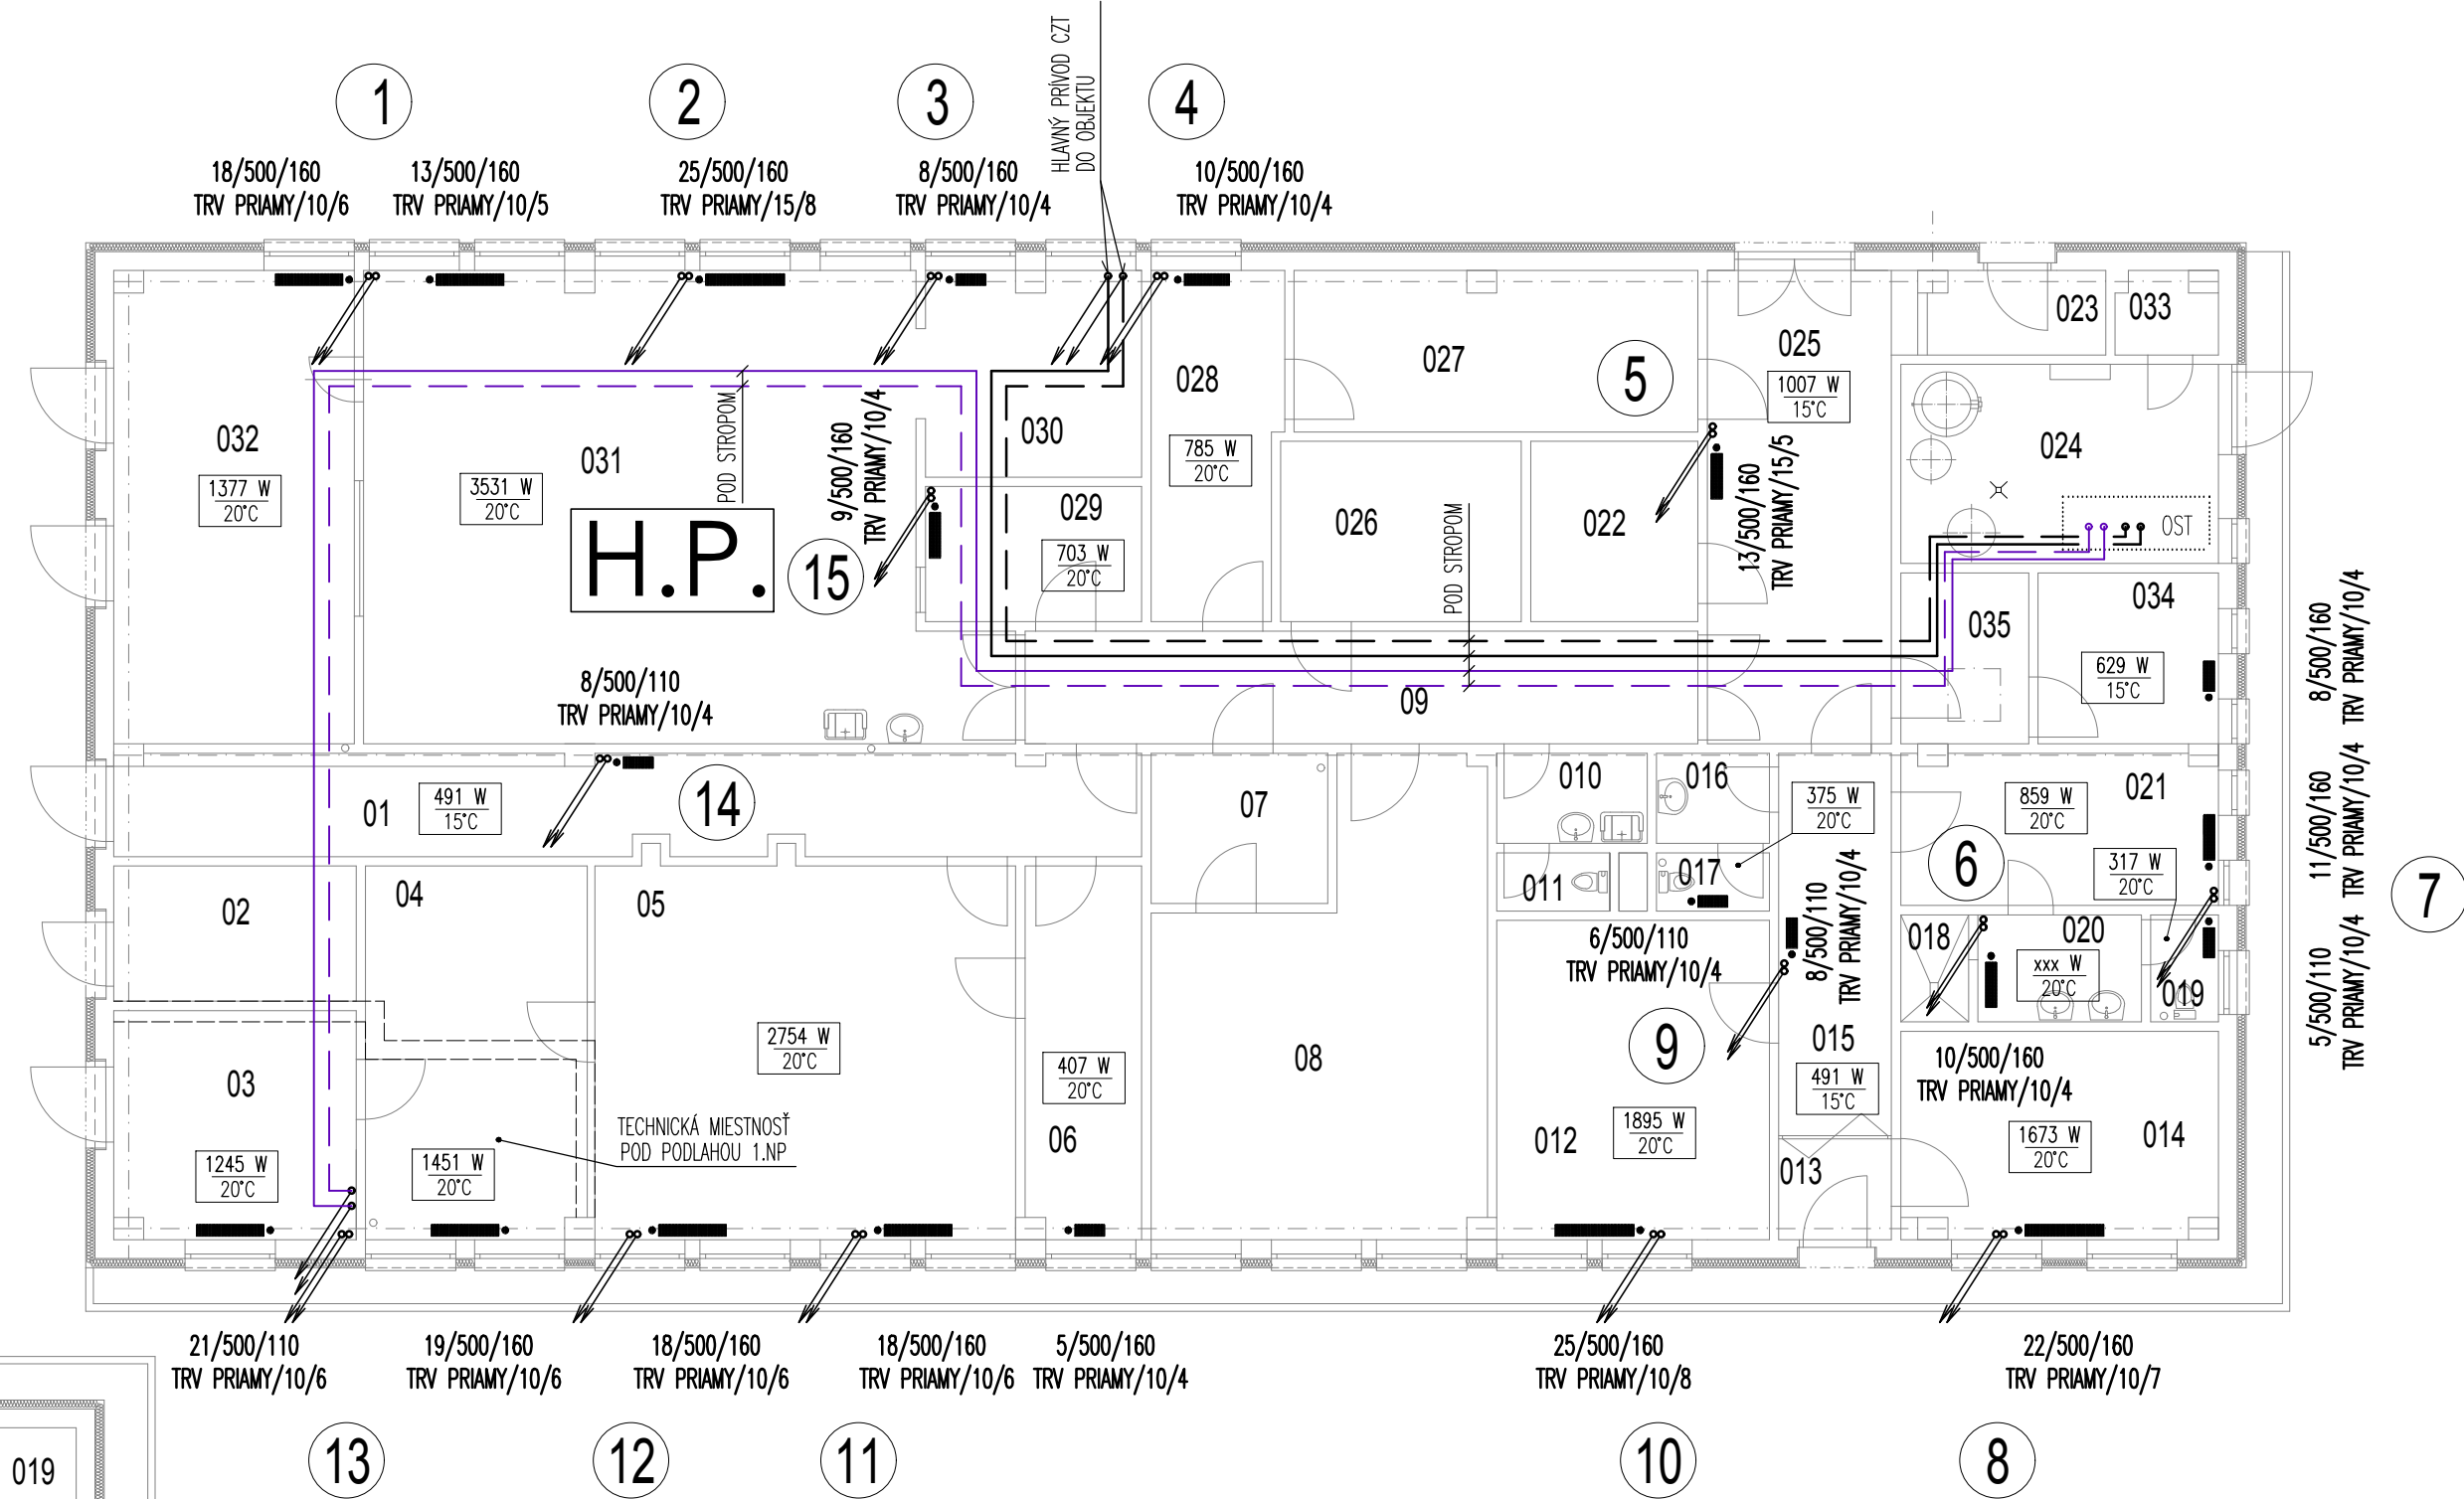 HLAVNÝ PRÍVOD CZT
DO OBJEKTU
1
2
3
4
18/500/160
TRV PRIAMY/10/6
13/500/160
TRV PRIAMY/10/5
25/500/160
TRV PRIAMY/15/8
8/500/160
TRV PRIAMY/10/4
10/500/160
TRV PRIAMY/10/4
032
1377 W
20°C
031
3531 W
20°C
POD STROPOM
H.P.
15
9/500/160
TRV PRIAMY/10/4
030
029
703 W
20°C
028
785 W
20°C
027
026
022
POD STROPOM
5
025
1007 W
15°C
13/500/160
TRV PRIAMY/15/5
023
033
024
OST
035
034
629 W
15°C
8/500/160
TRV PRIAMY/10/4
8/500/110
TRV PRIAMY/10/4
14
01
491 W
15°C
09
07
010
016
011
017
375 W
20°C
6/500/110
TRV PRIAMY/10/4
8/500/110
TRV PRIAMY/10/4
021
859 W
20°C
6
317 W
20°C
11/500/160
TRV PRIAMY/10/4
7
018
020
xxx W
20°C
019
5/500/110
TRV PRIAMY/10/4
02
04
05
03
1245 W
20°C
1451 W
20°C
TECHNICKÁ MIESTNOSŤ
POD PODLAHOU 1.NP
2754 W
20°C
407 W
20°C
06
08
9
012
1895 W
20°C
015
491 W
15°C
013
10/500/160
TRV PRIAMY/10/4
1673 W
20°C
014
21/500/110
TRV PRIAMY/10/6
19/500/160
TRV PRIAMY/10/6
18/500/160
TRV PRIAMY/10/6
18/500/160
TRV PRIAMY/10/6
5/500/160
TRV PRIAMY/10/4
25/500/160
TRV PRIAMY/10/8
22/500/160
TRV PRIAMY/10/7
13
12
11
10
8
019